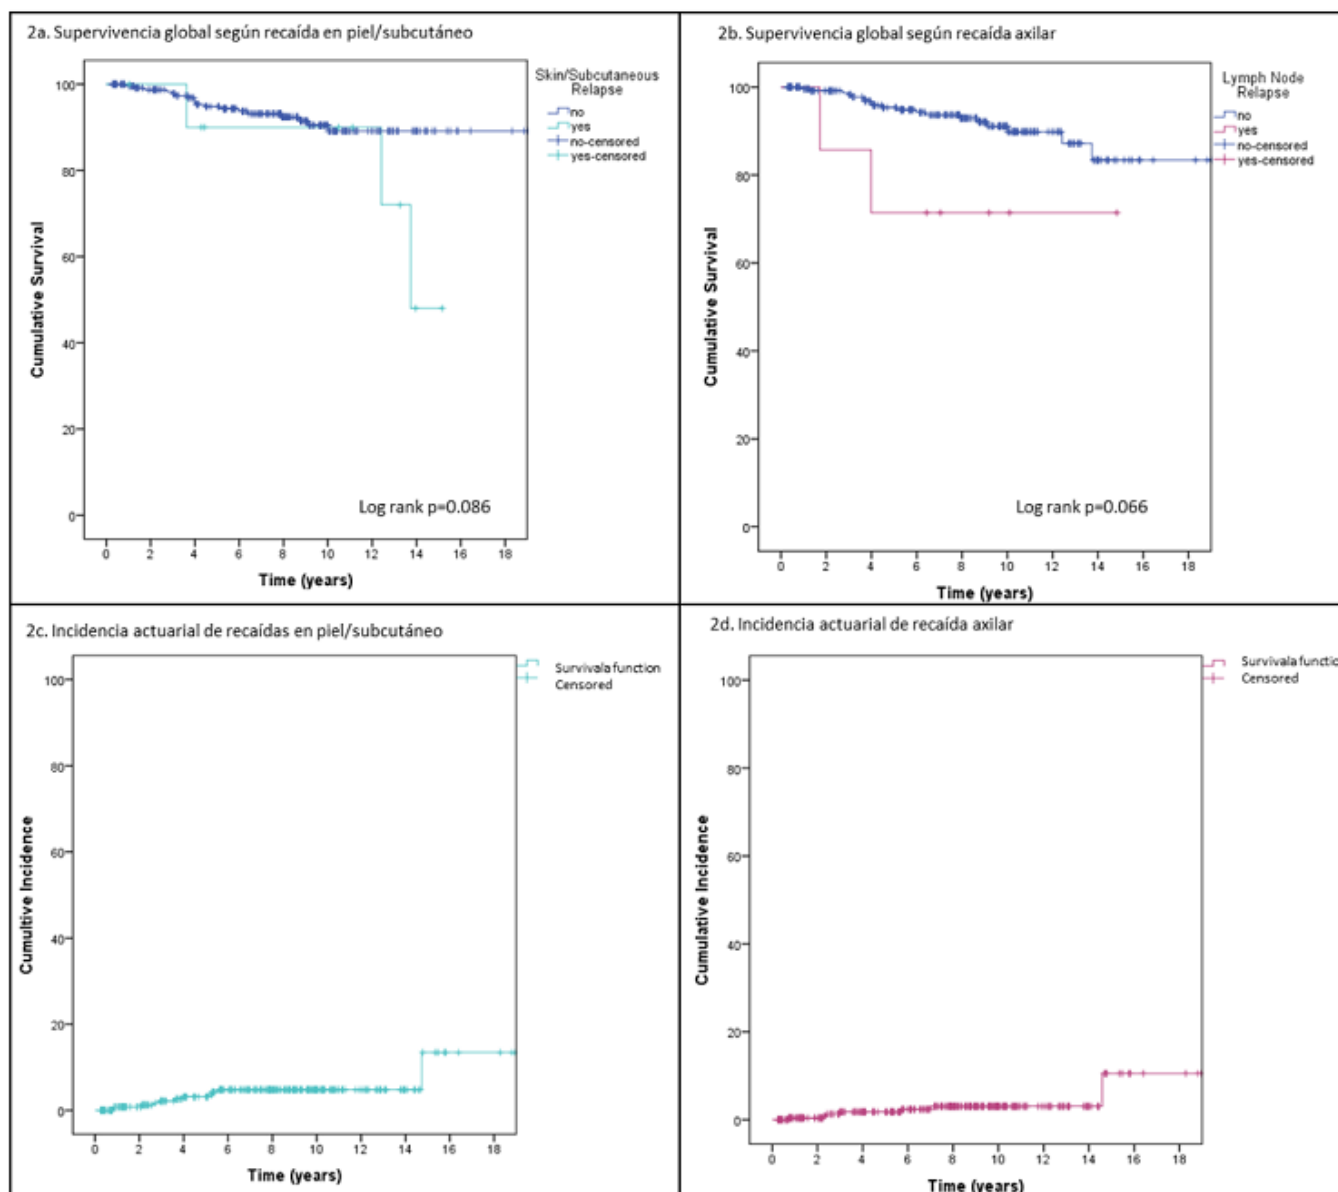 2a. Supervivencia global según recaída en piel/subcutáneo
Skin/Subcutaneous
Relapse
no
yes
no-censored
yes-censored
100
80
60
40
20
0
Cumulative Survival
Log rank p=0.086
0 2 4 6 8 10 12 14 16 18
Time (years)
2b. Supervivencia global según recaída axilar
Lymph Node
Relapse
no
yes
no-censored
yes-censored
100
80
60
40
20
0
Cumulative Survival
Log rank p=0.066
0 2 4 6 8 10 12 14 16 18
Time (years)
2c. Incidencia actuarial de recaídas en piel/subcutáneo
Survivala function
Censored
100
80
60
40
20
0
Cumultive Incidence
0 2 4 6 8 10 12 14 16 18
Time (years)
2d. Incidencia actuarial de recaída axilar
Survivala functio
Censored
100
80
60
40
20
0
Cumulative Incidence
0 2 4 6 8 10 12 14 16 18
Time (years)